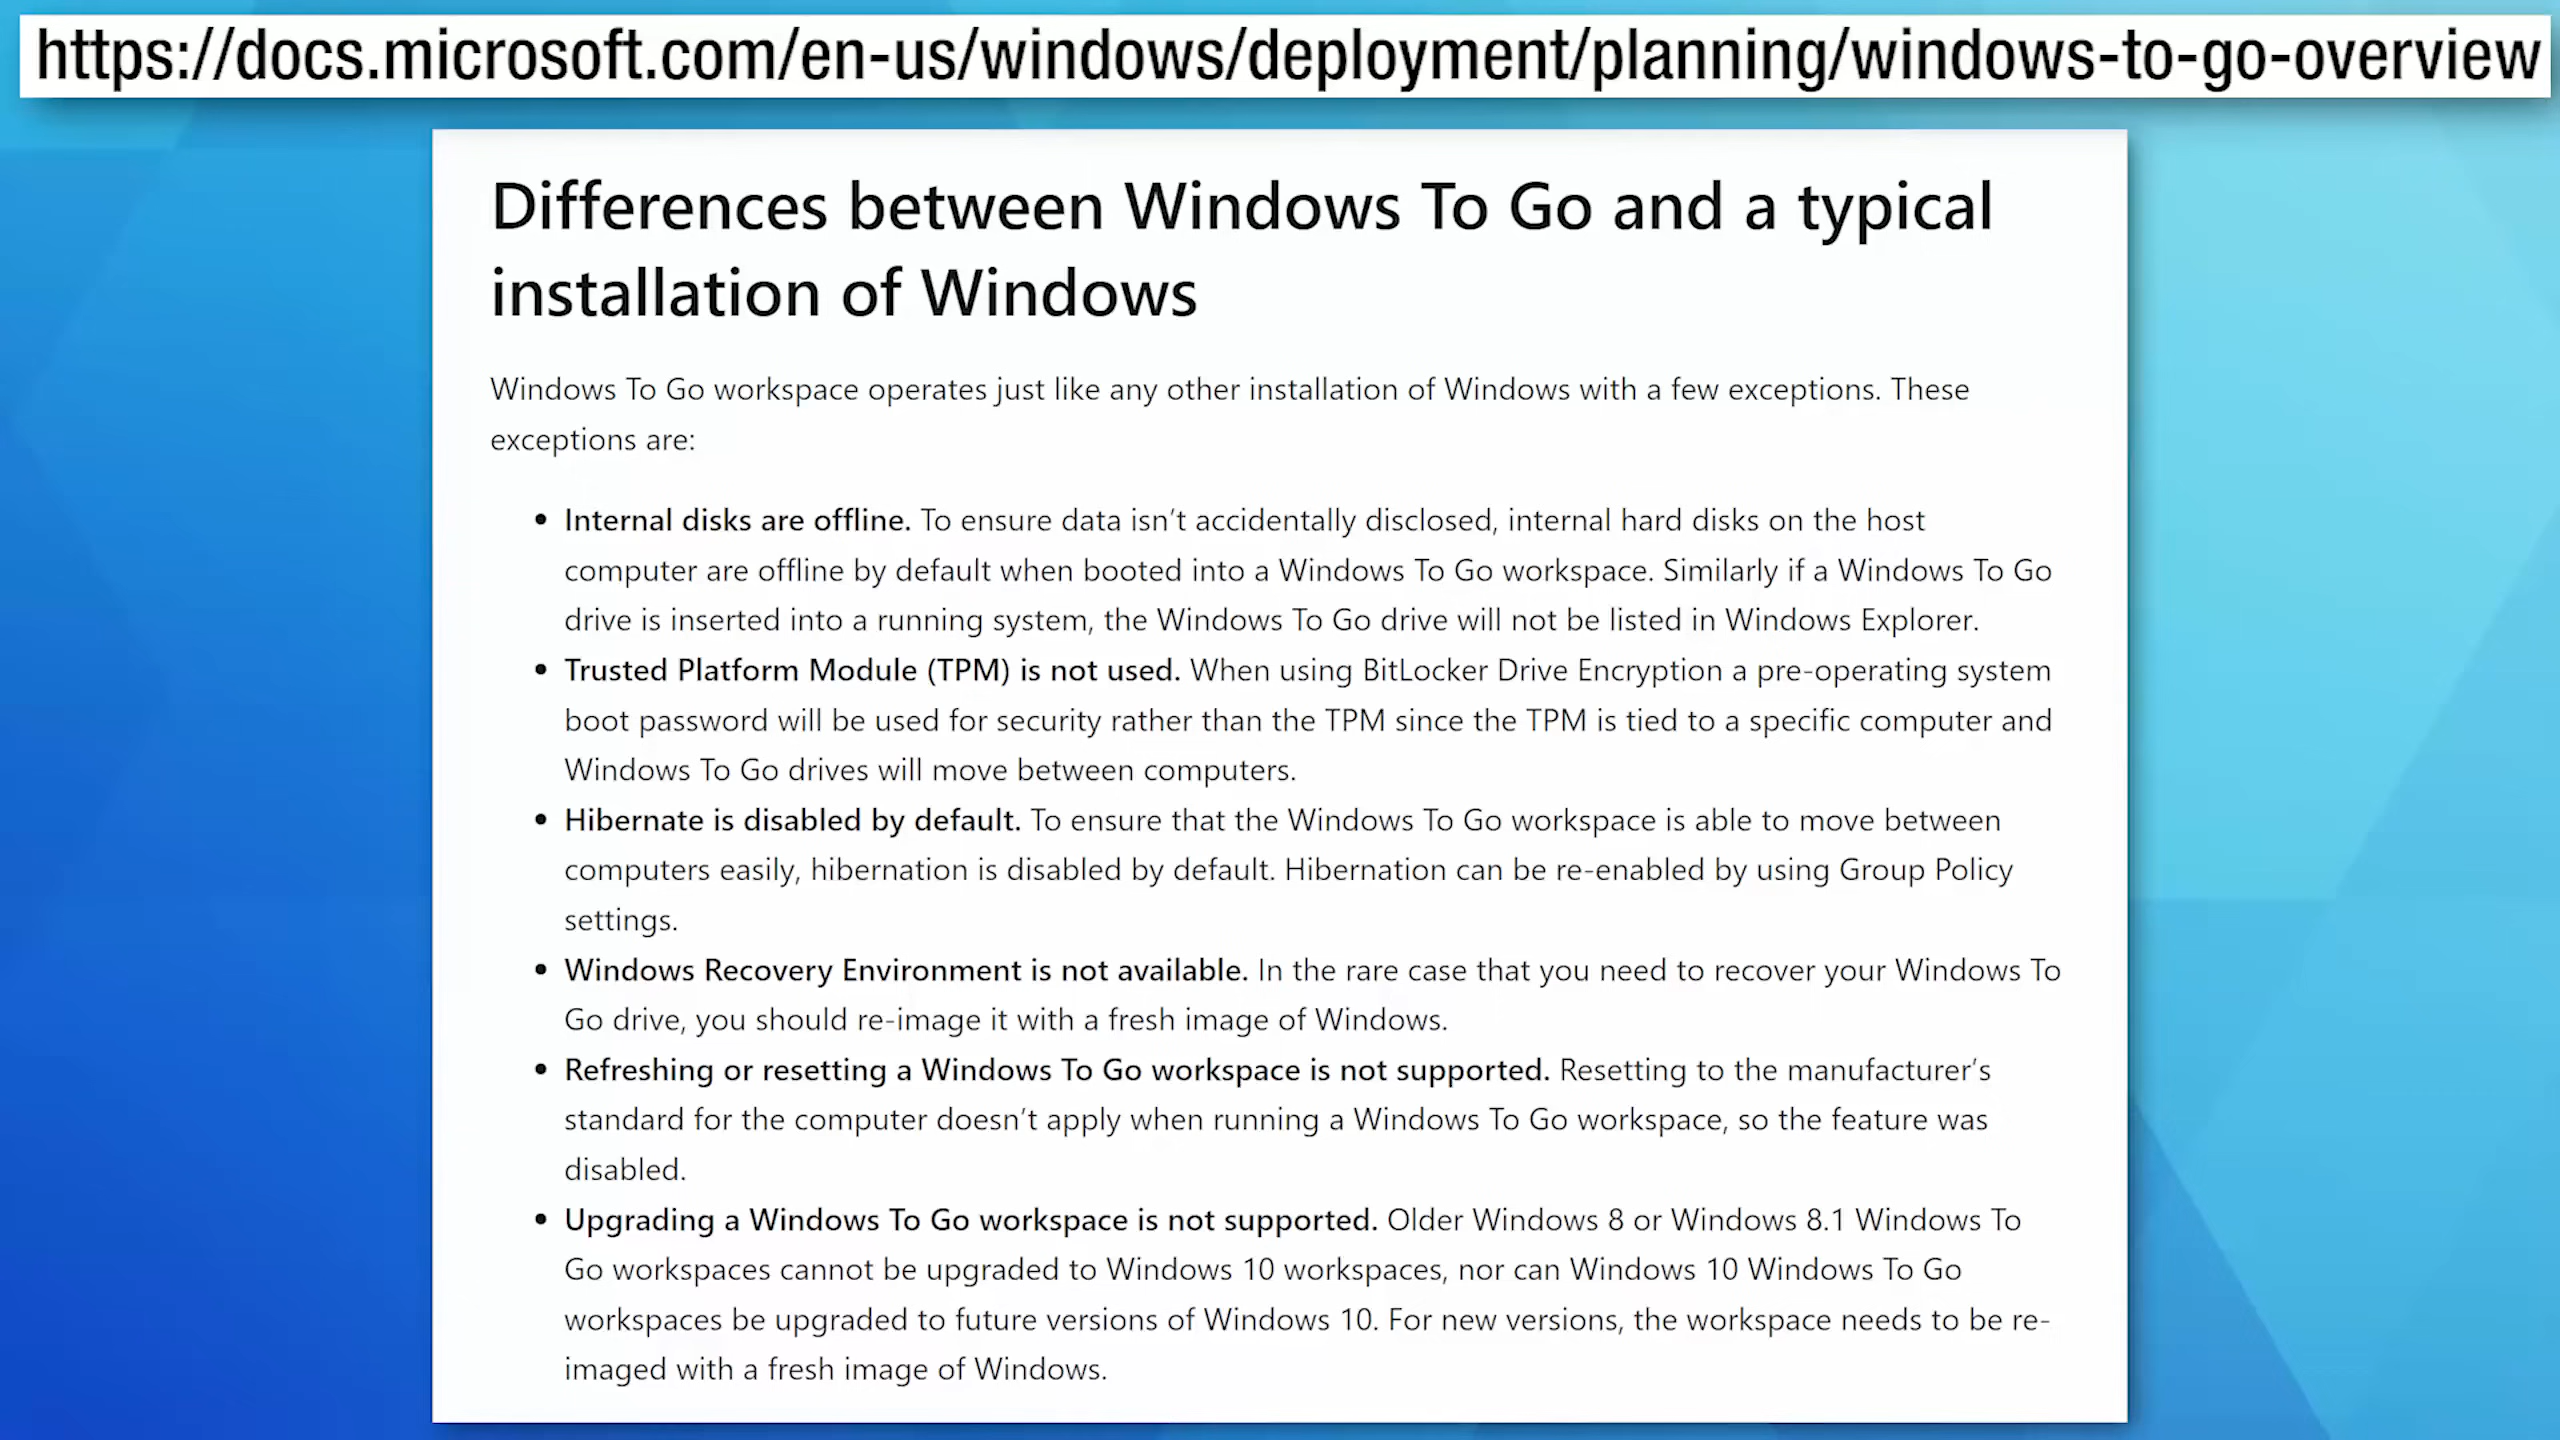 https://docs.microsoft.com/en-us/windows/deployment/planning/windows-to-go-overview
Differences between Windows To Go and a typical
installation of Windows
Windows To Go workspace operates just like any other installation of Windows with a few exceptions. These
exceptions are:
• Internal disks are offline. To ensure data isn’t accidentally disclosed, internal hard disks on the host
computer are offline by default when booted into a Windows To Go workspace. Similarly if a Windows To Go
drive is inserted into a running system, the Windows To Go drive will not be listed in Windows Explorer.
• Trusted Platform Module (TPM) is not used. When using BitLocker Drive Encryption a pre-operating system
boot password will be used for security rather than the TPM since the TPM is tied to a specific computer and
Windows To Go drives will move between computers.
• Hibernate is disabled by default. To ensure that the Windows To Go workspace is able to move between
computers easily, hibernation is disabled by default. Hibernation can be re-enabled by using Group Policy
settings.
• Windows Recovery Environment is not available. In the rare case that you need to recover your Windows To
Go drive, you should re-image it with a fresh image of Windows.
• Refreshing or resetting a Windows To Go workspace is not supported. Resetting to the manufacturer’s
standard for the computer doesn’t apply when running a Windows To Go workspace, so the feature was
disabled.
• Upgrading a Windows To Go workspace is not supported. Older Windows 8 or Windows 8.1 Windows To
Go workspaces cannot be upgraded to Windows 10 workspaces, nor can Windows 10 Windows To Go
workspaces be upgraded to future versions of Windows 10. For new versions, the workspace needs to be re-
imaged with a fresh image of Windows.